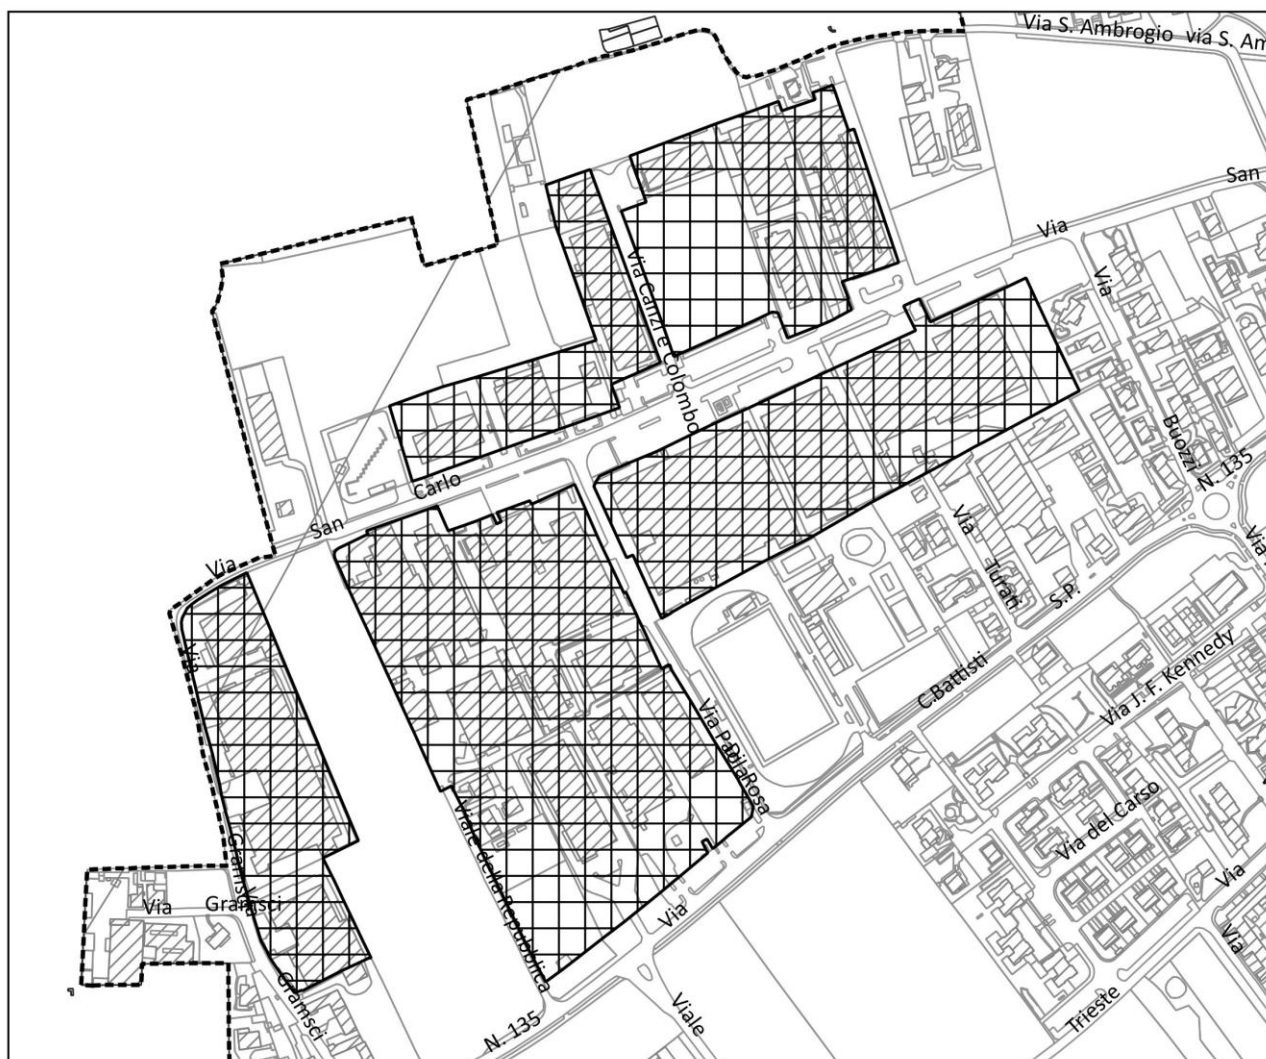 Via S. Ambrogio
via S. Am
San
Via
Via
Via Canzi e Colombo
Buozzi
N. 135
Carlo
San
Via
Via
Turati
S.P.
Via
C.Battisti
Via J. F. Kennedy
Via P
Rosa
Via del Carso
Viale della Repubblica
Via
Gramsci
Via
Gramsci
Via
Via
Via
Gramsci
Viale
Trieste
N. 135